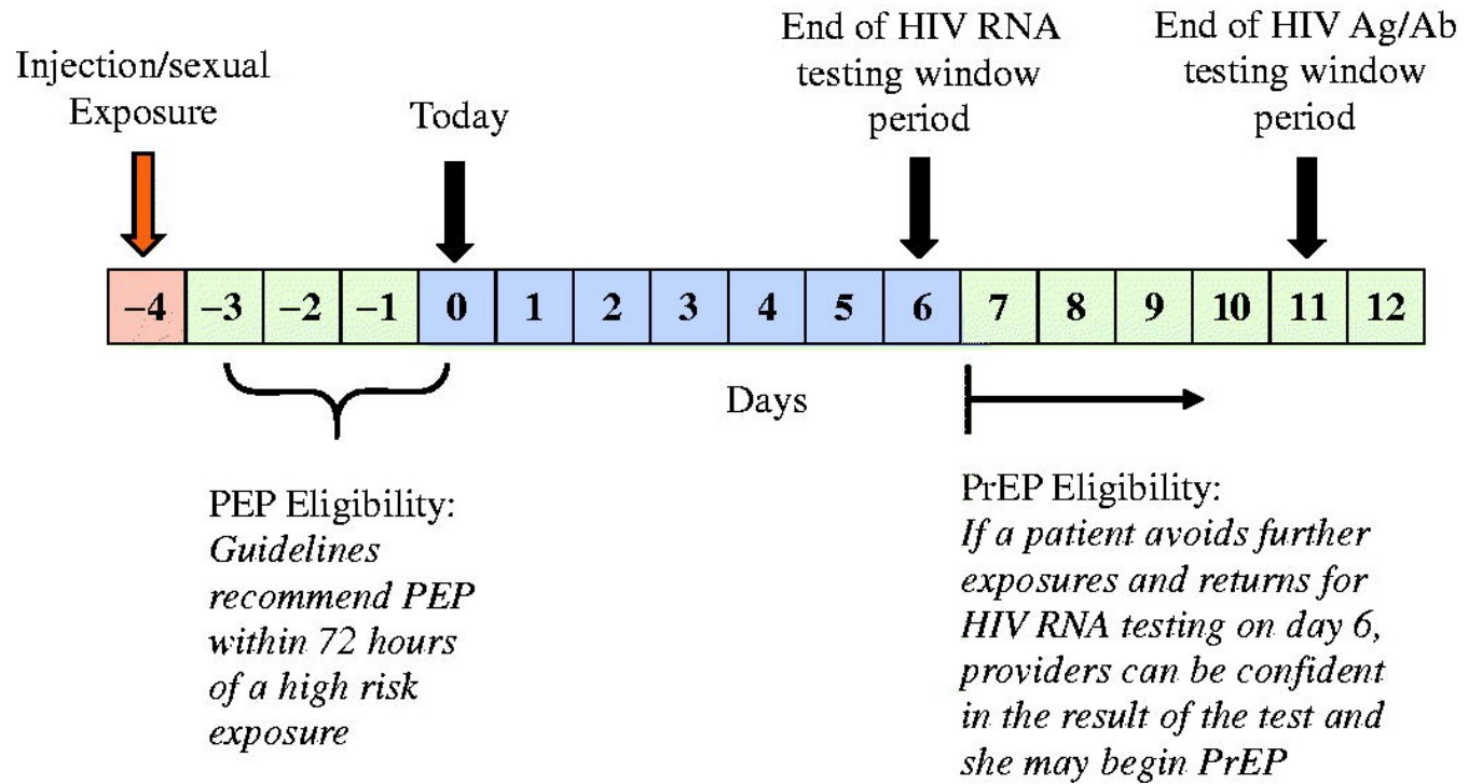 Injection/sexual
Exposure
Today
End of HIV RNA
testing window
period
End of HIV Ag/Ab
testing window
period
−4 −3 −2 −1 0 1 2 3 4 5 6 7 8 9 10 11 12
Days
PEP Eligibility:
Guidelines
recommend PEP
within 72 hours
of a high risk
exposure
PrEP Eligibility:
If a patient avoids further
exposures and returns for
HIV RNA testing on day 6,
providers can be confident
in the result of the test and
she may begin PrEP